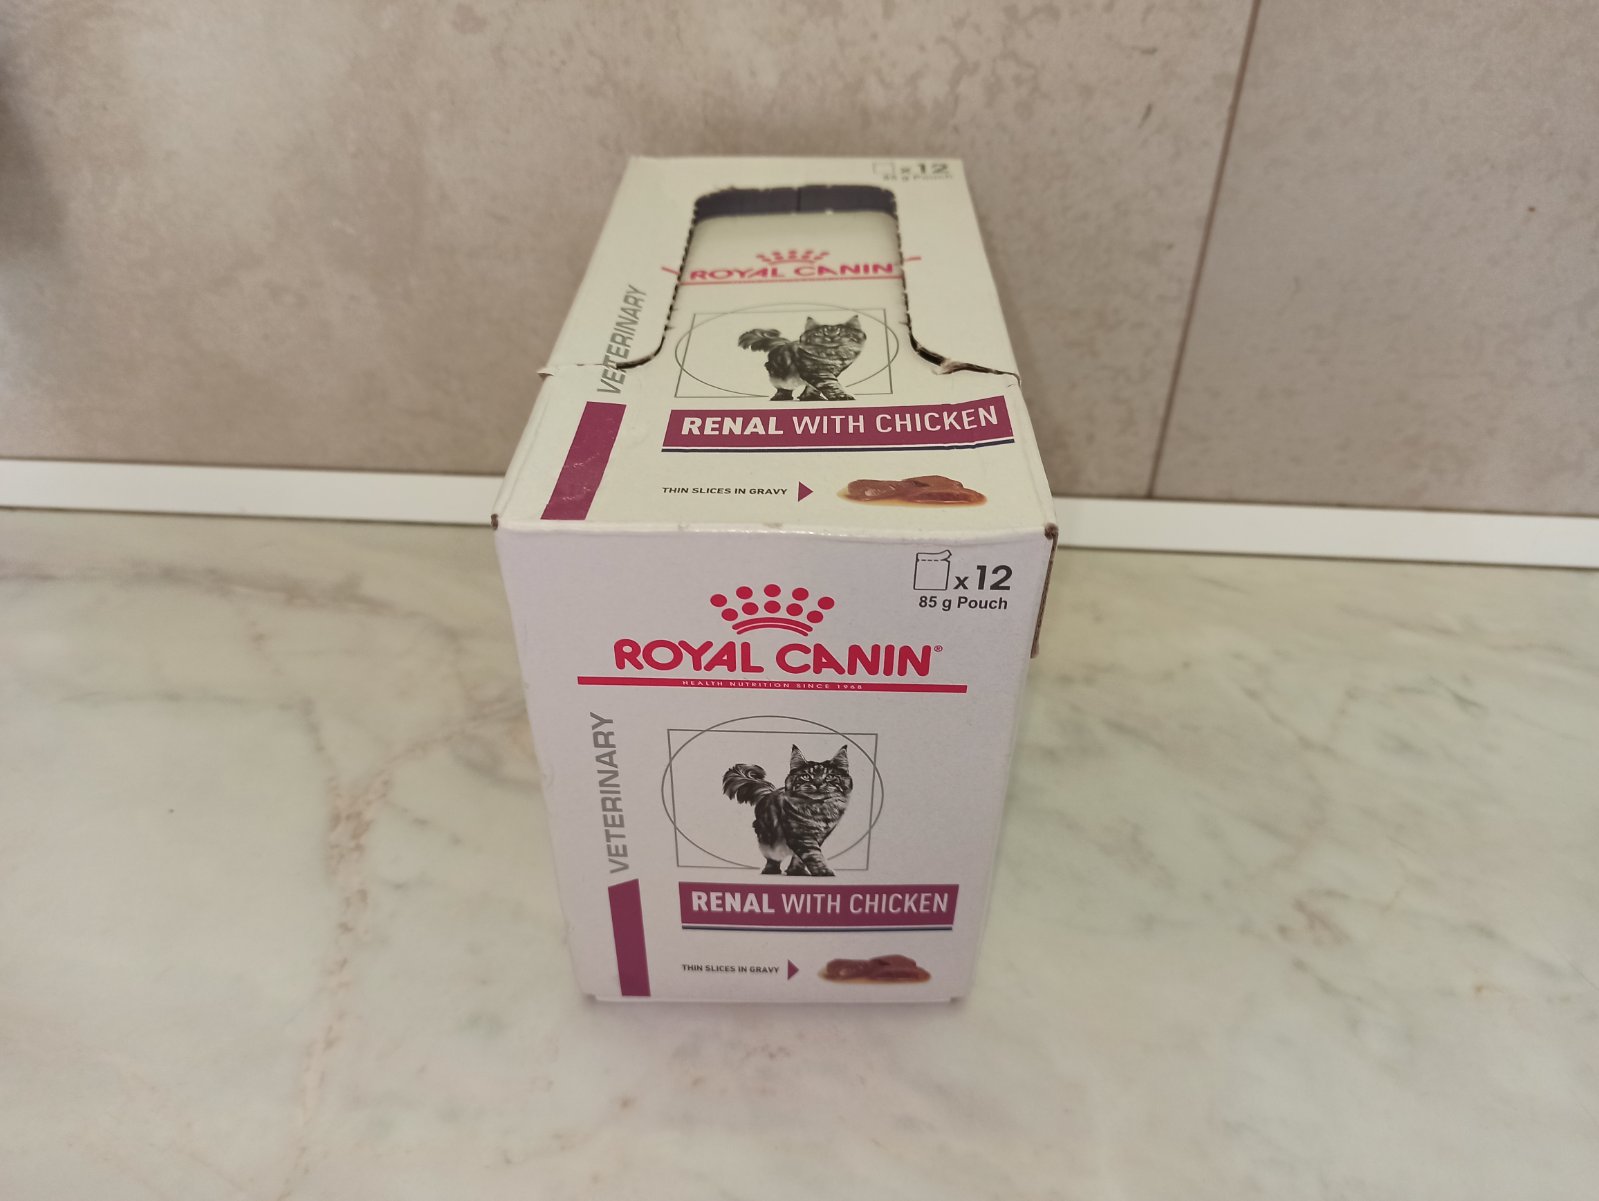 x12
85 g Pouch
ROYAL CANIN
VETERINARY
RENAL WITH CHICKEN
THIN SLICES IN GRAVY
x12
85 g Pouch
ROYAL CANIN®
HEALTH NUTRITION SINCE 1968
VETERINARY
RENAL WITH CHICKEN
THIN SLICES IN GRAVY